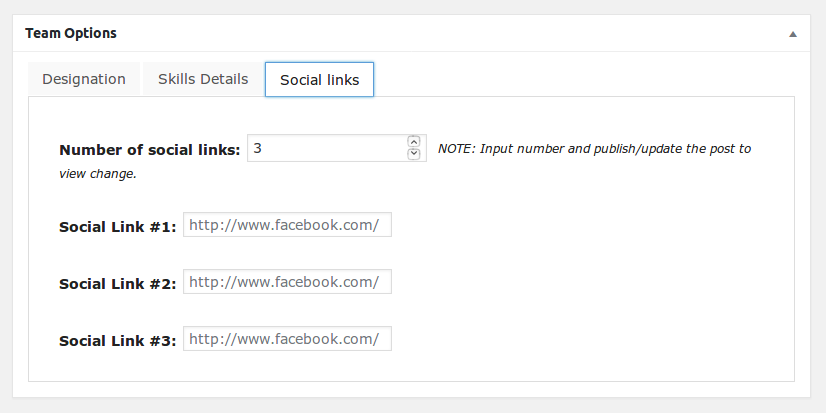 Team Options
Designation Skills Details Social links
Number of social links: 3 NOTE: Input number and publish/update the post to
view change.
Social Link #1: http://www.facebook.com/
Social Link #2: http://www.facebook.com/
Social Link #3: http://www.facebook.com/